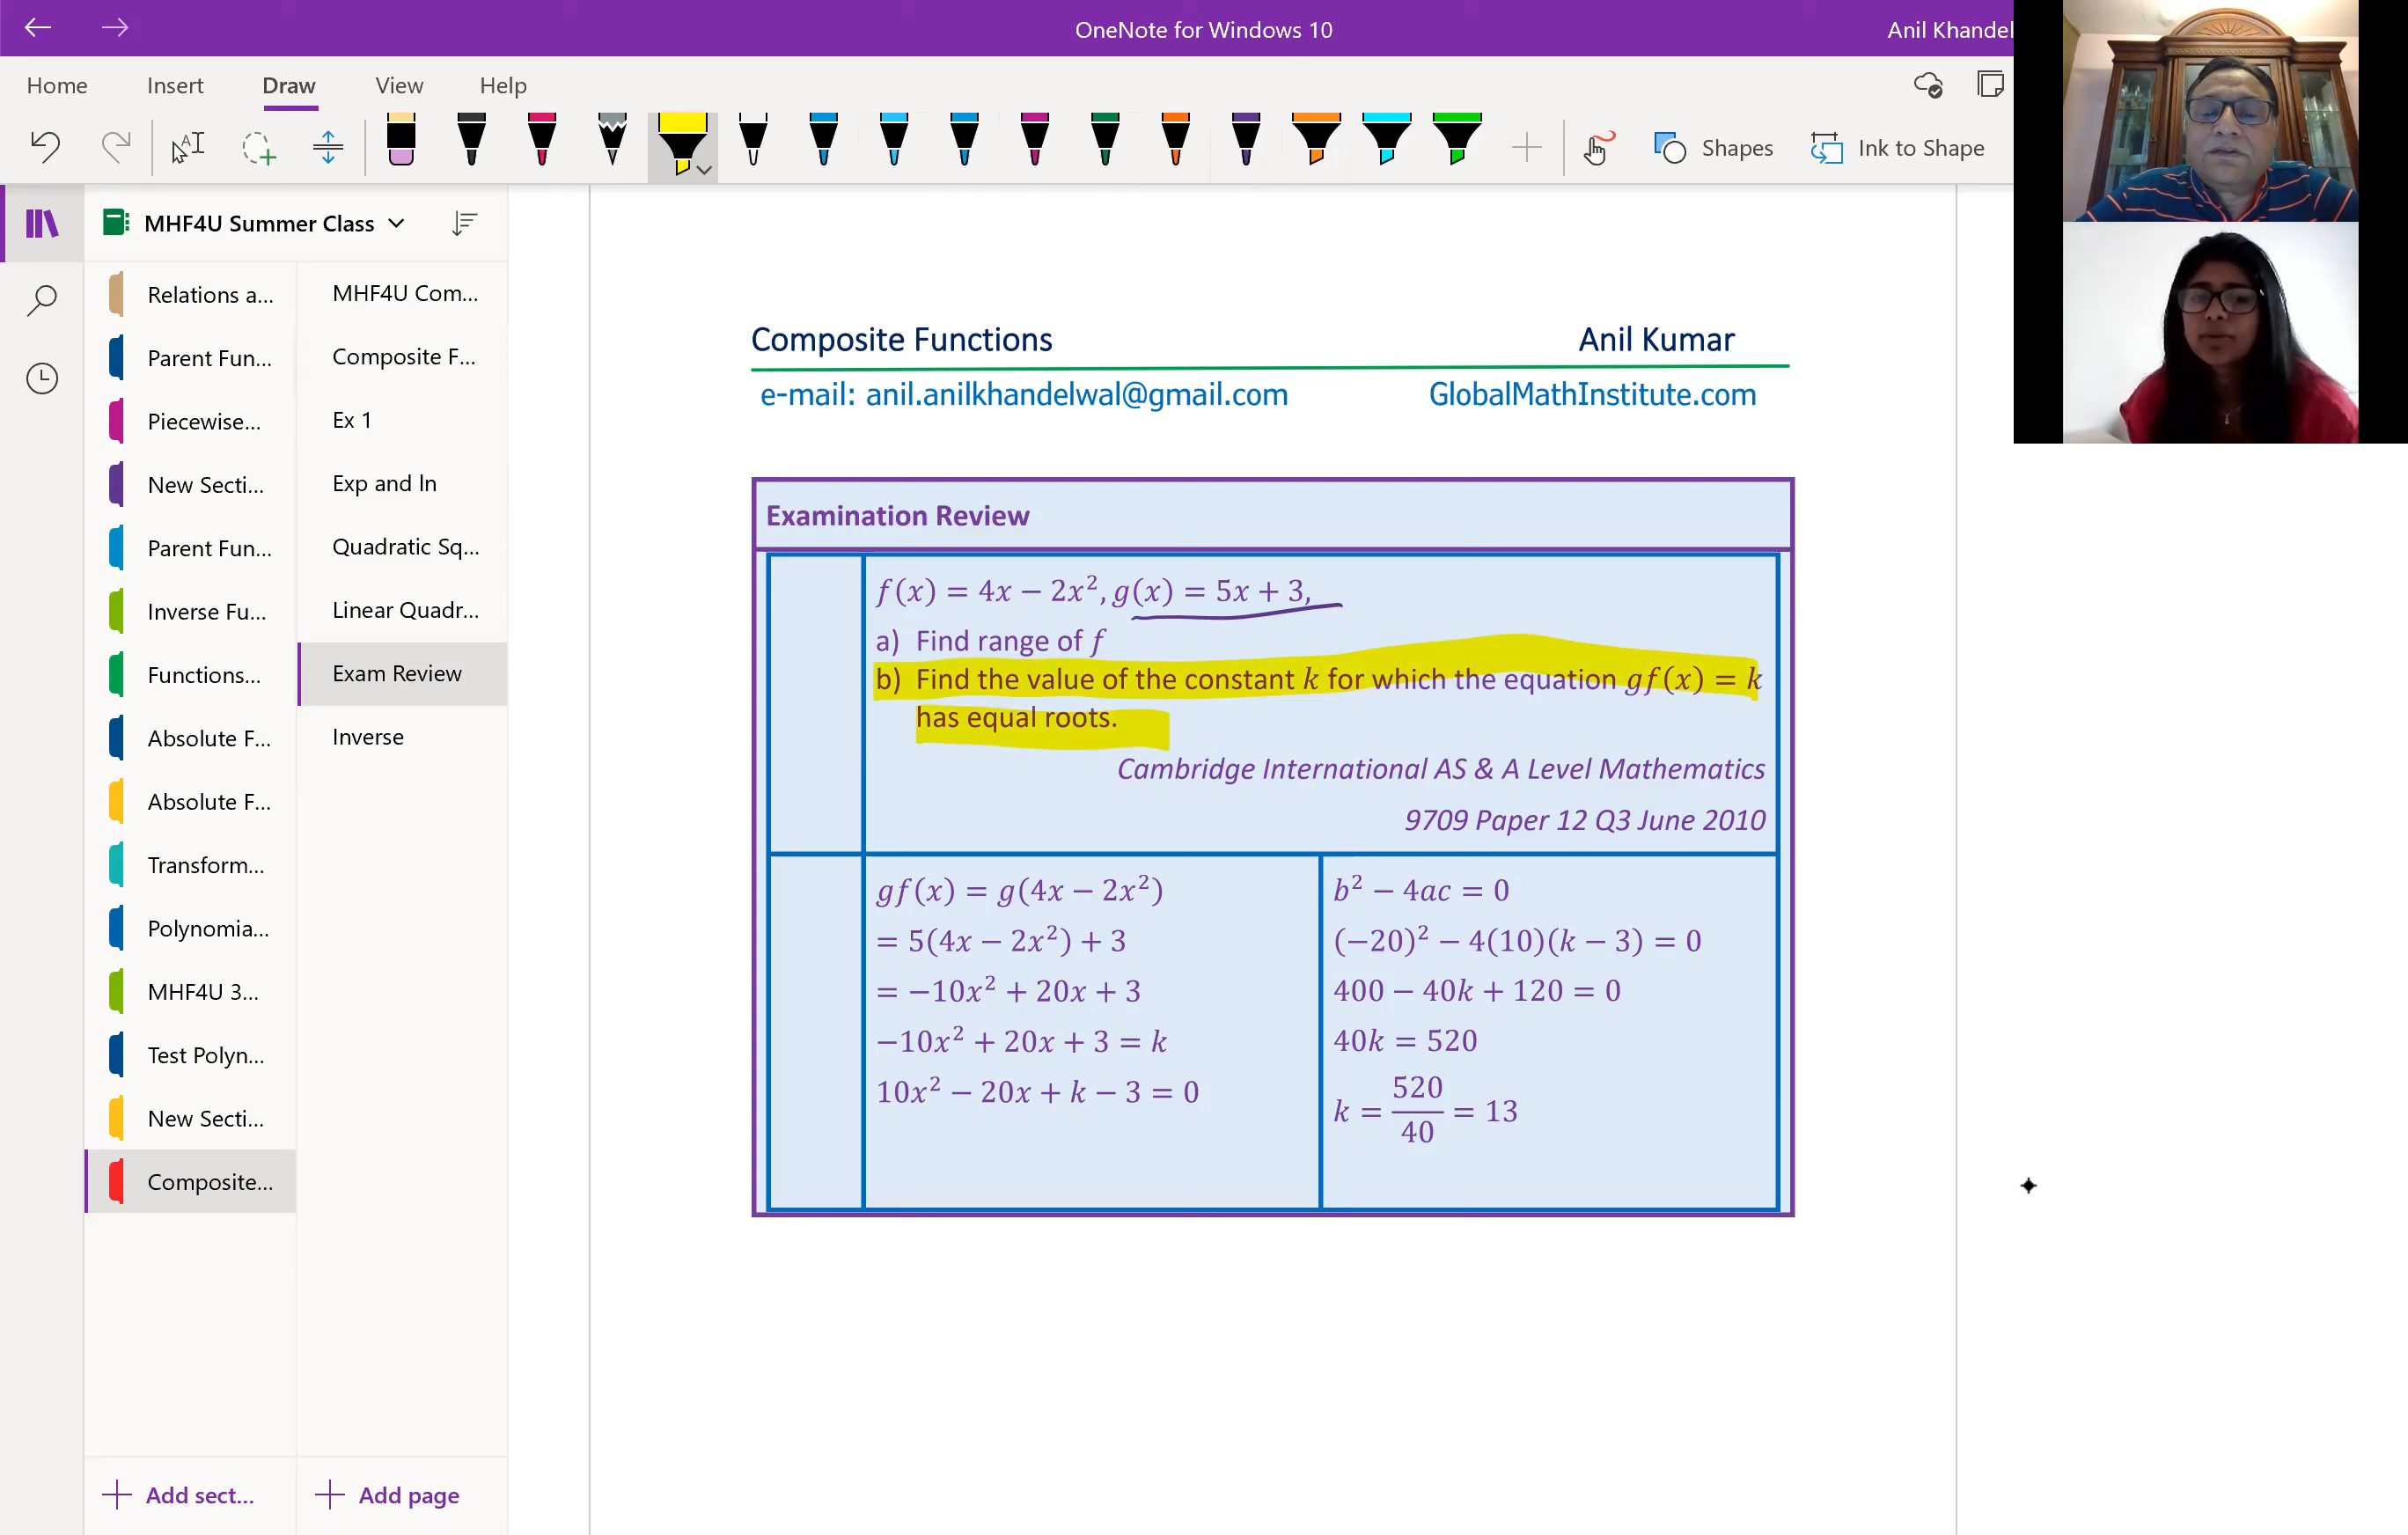 OneNote for Windows 10
Anil Khandel
Home Insert Draw View Help
Shapes Ink to Shape
MHF4U Summer Class
Relations a...
Parent Fun...
Piecewise...
New Secti...
Parent Fun...
Inverse Fu...
Functions...
Absolute F...
Absolute F...
Transform...
Polynomia...
MHF4U 3...
Test Polyn...
New Secti...
Composite...
Add sect...
MHF4U Com...
Composite F...
Ex 1
Exp and ln
Quadratic Sq...
Linear Quadr...
Exam Review
Inverse
Add page
Composite Functions Anil Kumar
e-mail: anil.anilkhandelwal@gmail.com GlobalMathInstitute.com
Examination Review
f(x) = 4x − 2x², g(x) = 5x + 3,
a) Find range of f
b) Find the value of the constant k for which the equation gf(x) = k
has equal roots.
Cambridge International AS & A Level Mathematics
9709 Paper 12 Q3 June 2010
gf(x) = g(4x − 2x²)
= 5(4x − 2x²) + 3
= −10x² + 20x + 3
−10x² + 20x + 3 = k
10x² − 20x + k − 3 = 0
b² − 4ac = 0
(−20)² − 4(10)(k − 3) = 0
400 − 40k + 120 = 0
40k = 520
k = 520/40 = 13